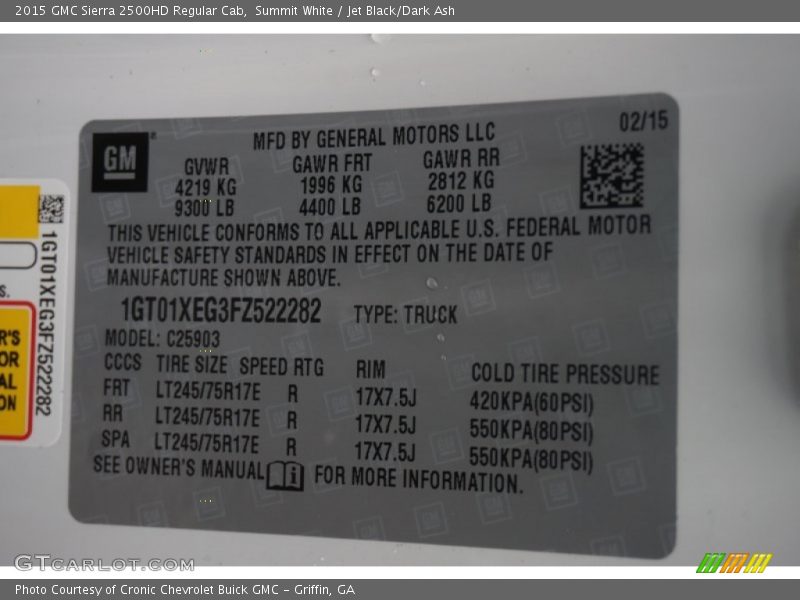 2015 GMC Sierra 2500HD Regular Cab, Summit White / Jet Black/Dark Ash
GM
MFD BY GENERAL MOTORS LLC
02/15
GVWR GAWR FRT GAWR RR
4219 KG 1996 KG 2812 KG
9300 LB 4400 LB 6200 LB
THIS VEHICLE CONFORMS TO ALL APPLICABLE U.S. FEDERAL MOTOR
VEHICLE SAFETY STANDARDS IN EFFECT ON THE DATE OF
MANUFACTURE SHOWN ABOVE.
1GT01XEG3FZ522282 TYPE: TRUCK
MODEL: C25903
CCCS TIRE SIZE SPEED RTG RIM COLD TIRE PRESSURE
FRT LT245/75R17E R 17X7.5J 420KPA(60PSI)
RR LT245/75R17E R 17X7.5J 550KPA(80PSI)
SPA LT245/75R17E R 17X7.5J 550KPA(80PSI)
SEE OWNER'S MANUAL FOR MORE INFORMATION.
1GT01XEG3FZ522282
S.
R'S
OR
AL
ON
GTcarlot.com
Photo Courtesy of Cronic Chevrolet Buick GMC – Griffin, GA